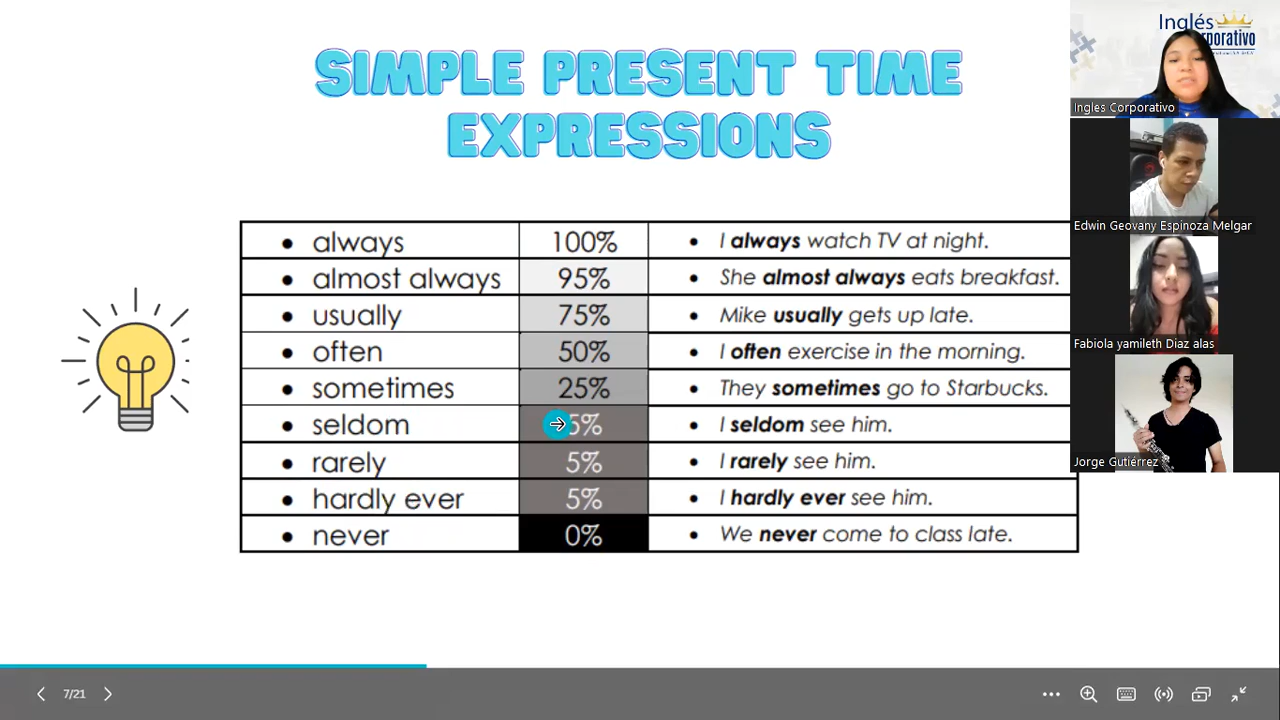 SIMPLE PRESENT TIME
EXPRESSIONS
• always 100% • I always watch TV at night.
• almost always 95% • She almost always eats breakfast.
• usually 75% • Mike usually gets up late.
• often 50% • I often exercise in the morning.
• sometimes 25% • They sometimes go to Starbucks.
• seldom 5% • I seldom see him.
• rarely 5% • I rarely see him.
• hardly ever 5% • I hardly ever see him.
• never 0% • We never come to class late.
7/21
Inglés
Corporativo
Ingles Corporativo
Edwin Geovany Espinoza Melgar
Fabiola yamileth Diaz alas
Jorge Gutiérrez